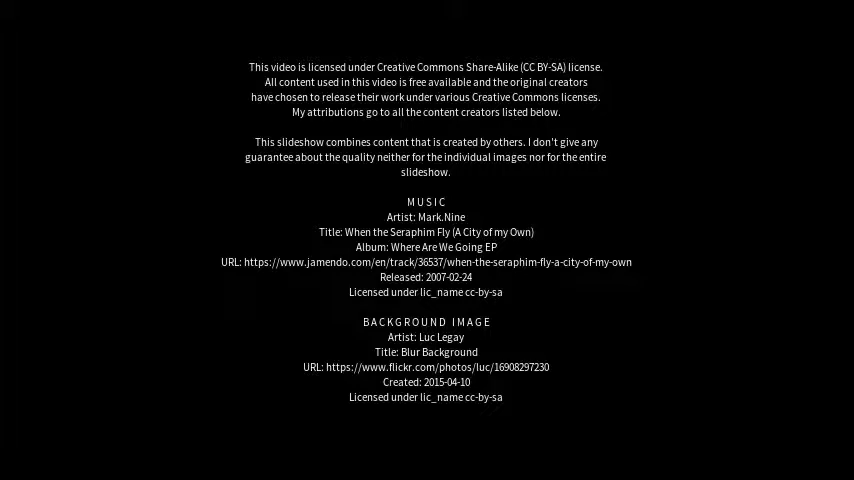 This video is licensed under Creative Commons Share-Alike (CC BY-SA) license.
All content used in this video is free available and the original creators
have chosen to release their work under various Creative Commons licenses.
My attributions go to all the content creators listed below.
This slideshow combines content that is created by others. I don't give any
guarantee about the quality neither for the individual images nor for the entire
slideshow.
MUSIC
Artist: Mark.Nine
Title: When the Seraphim Fly (A City of my Own)
Album: Where Are We Going EP
URL: https://www.jamendo.com/en/track/36537/when-the-seraphim-fly-a-city-of-my-own
Released: 2007-02-24
Licensed under lic_name cc-by-sa
BACKGROUND IMAGE
Artist: Luc Legay
Title: Blur Background
URL: https://www.flickr.com/photos/luc/16908297230
Created: 2015-04-10
Licensed under lic_name cc-by-sa